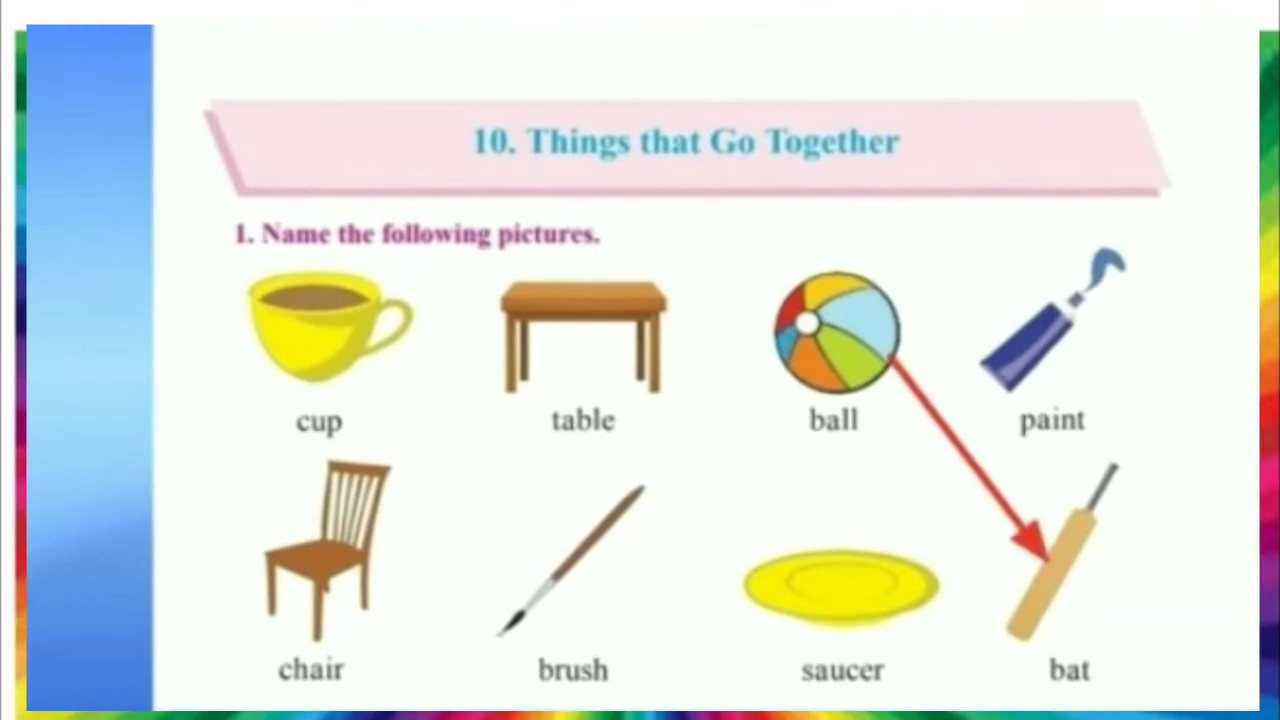 10. Things that Go Together
1. Name the following pictures.
cup table ball paint
chair brush saucer bat